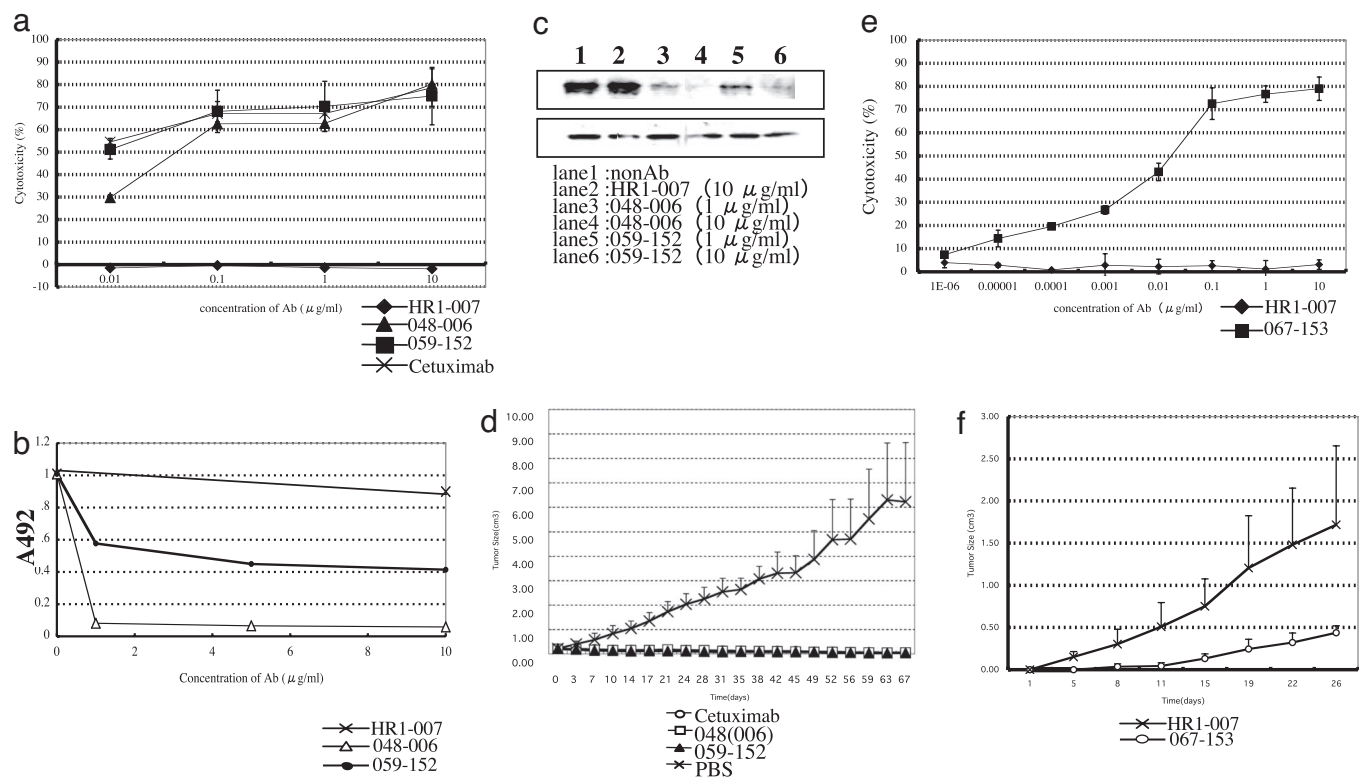 a
100
90
80
70
60
50
40
30
20
10
0
-10
Cytotoxicity (%)
0.01 0.1 1 10
concentration of Ab (μg/ml)
HR1-007
048-006
059-152
Cetuximab
b
1.2
1
.8
.6
0.4
0.2
0
A492
0 2 4 6 8 10
Concentration of Ab (μg/ml)
HR1-007
048-006
059-152
c
1 2 3 4 5 6
lane1 :nonAb
lane2 :HR1-007 (10 μg/ml)
lane3 :048-006 (1 μg/ml)
lane4 :048-006 (10 μg/ml)
lane5 :059-152 (1 μg/ml)
lane6 :059-152 (10 μg/ml)
d
10.00
9.00
8.00
7.00
6.00
5.00
4.00
3.00
2.00
1.00
0.00
Tumor Size(cm3)
0 3 7 10 14 17 21 24 28 31 35 38 42 45 49 52 56 59 63 67
Time(days)
Cetuximab
048(006)
059-152
PBS
e
100
90
80
70
60
50
40
30
20
10
0
Cytotoxicity (%)
1E-06 0.00001 0.0001 0.001 0.01 0.1 1 10
concentration of Ab (μg/ml)
HR1-007
067-153
f
3.00
2.50
2.00
1.50
1.00
0.50
0.00
Tumor Size (cm3)
1 5 8 11 15 19 22 26
Time(days)
HR1-007
067-153